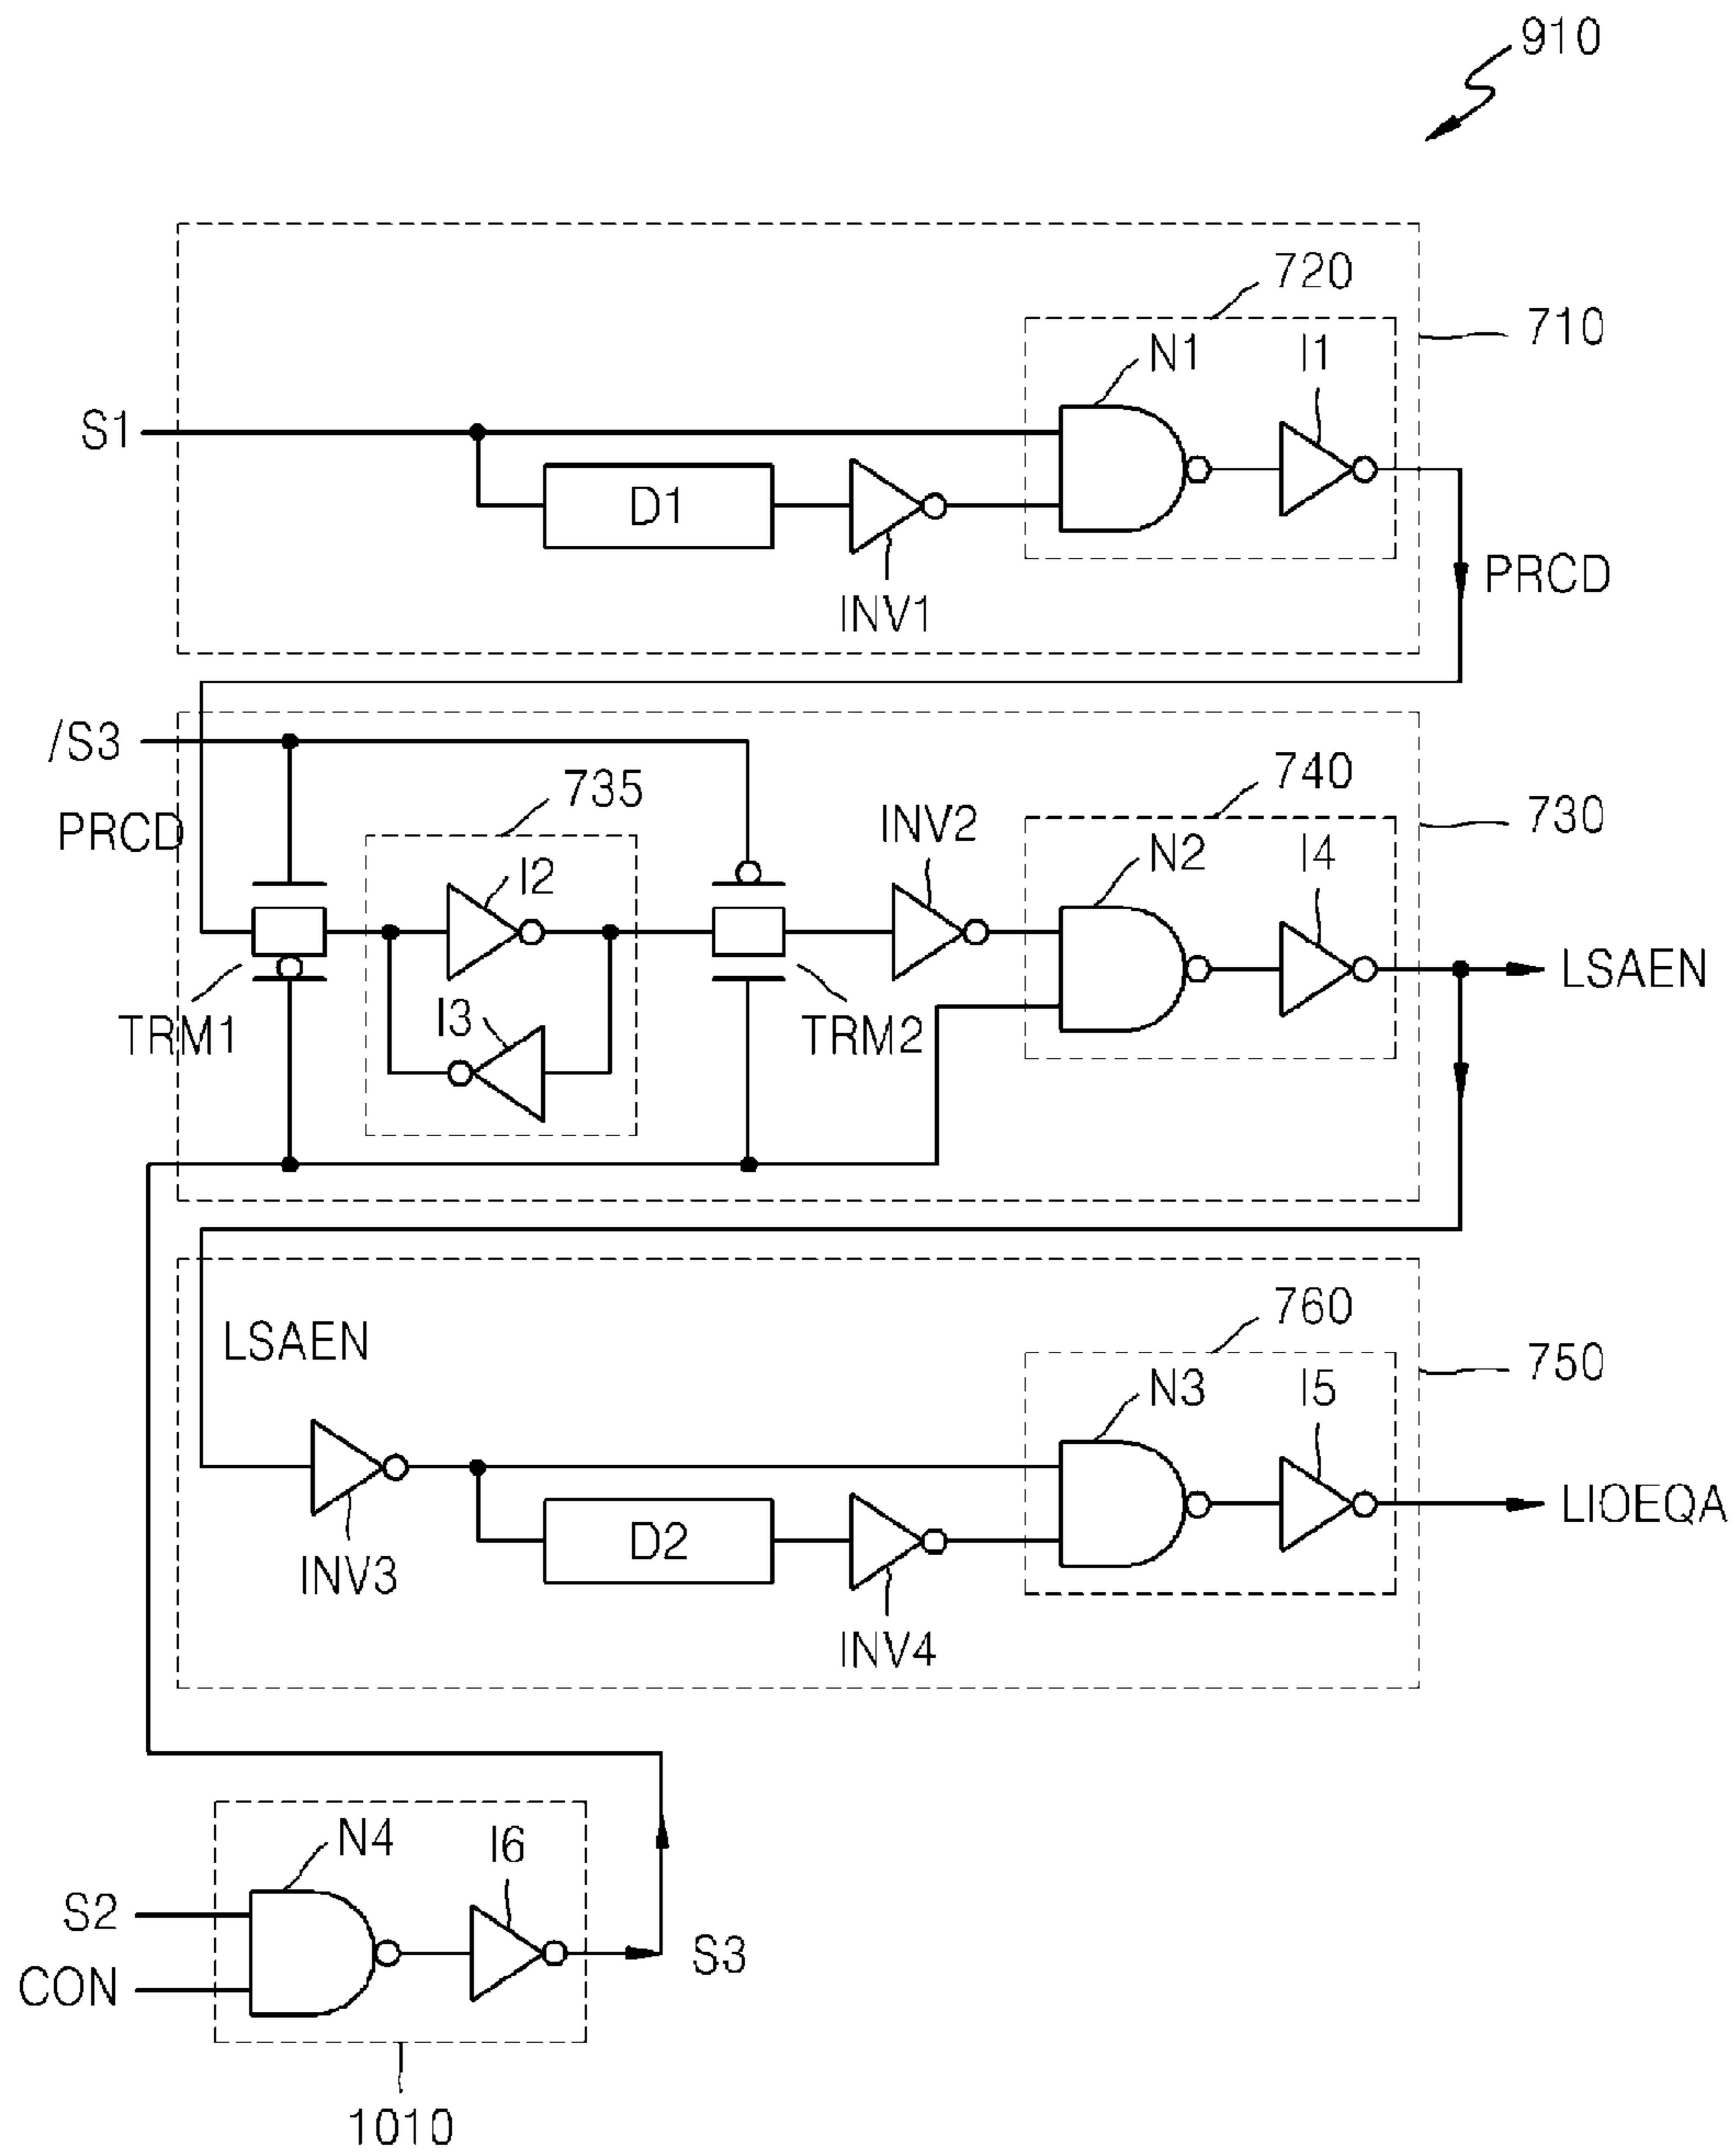 910
720
710
N1
I1
S1
D1
INV1
PRCD
/S3
PRCD
735
740
730
INV2
I2
N2
I4
LSAEN
I3
TRM1
TRM2
760
750
LSAEN
N3
I5
LIOEQA
D2
INV3
INV4
N4
I6
S2
S3
CON
1010